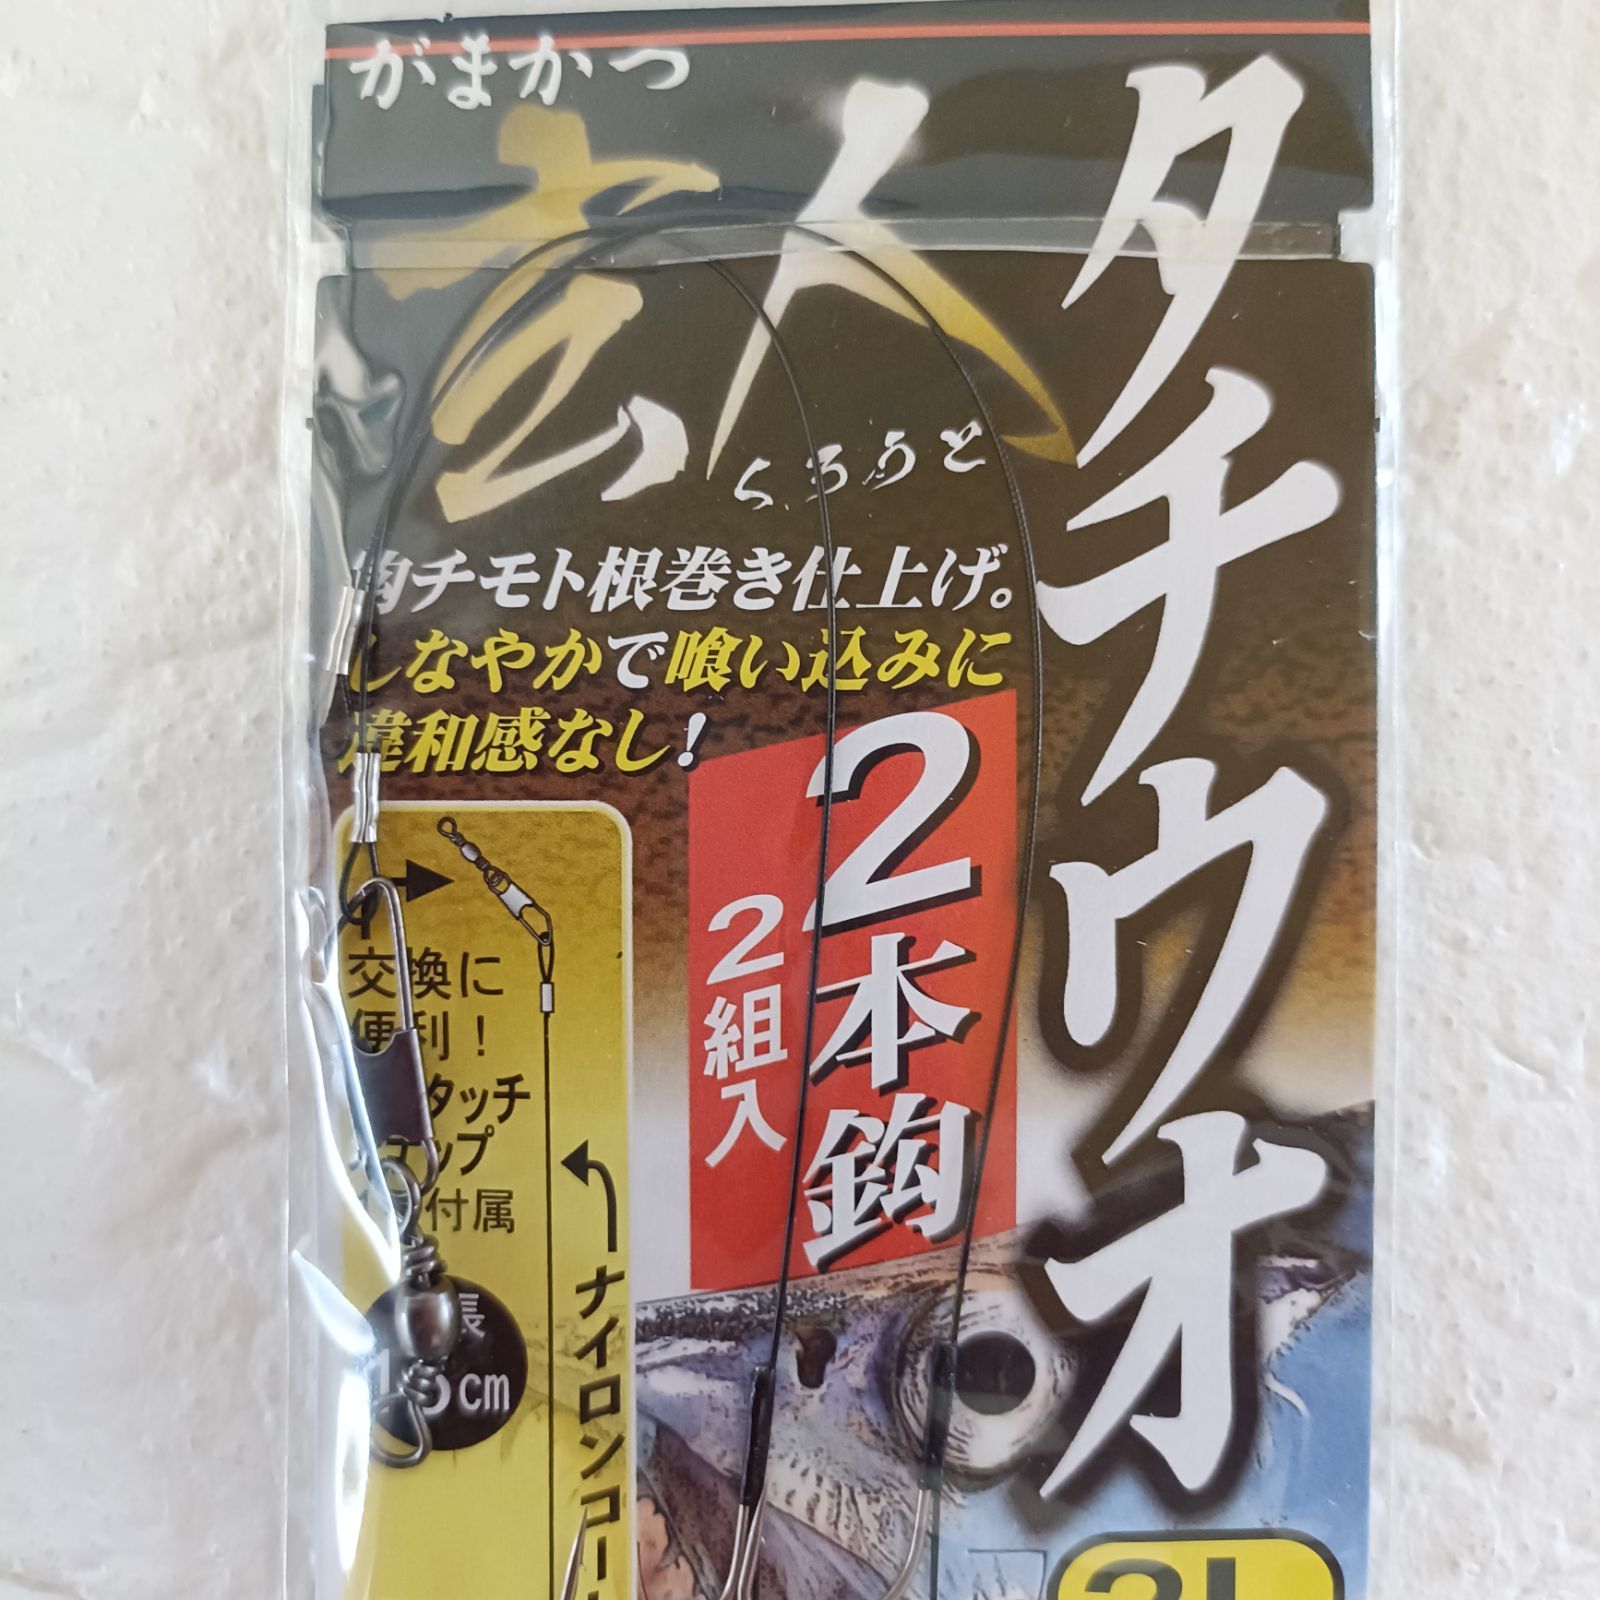 がまかつ
玄人
くろうと
タチウオ
鈎チモト根巻き仕上げ。
しなやかで喰い込みに
違和感なし!
2本鈎
2組入
交換に
便利!
タッチ
ップ
付属
長
cm
ナイロンコー